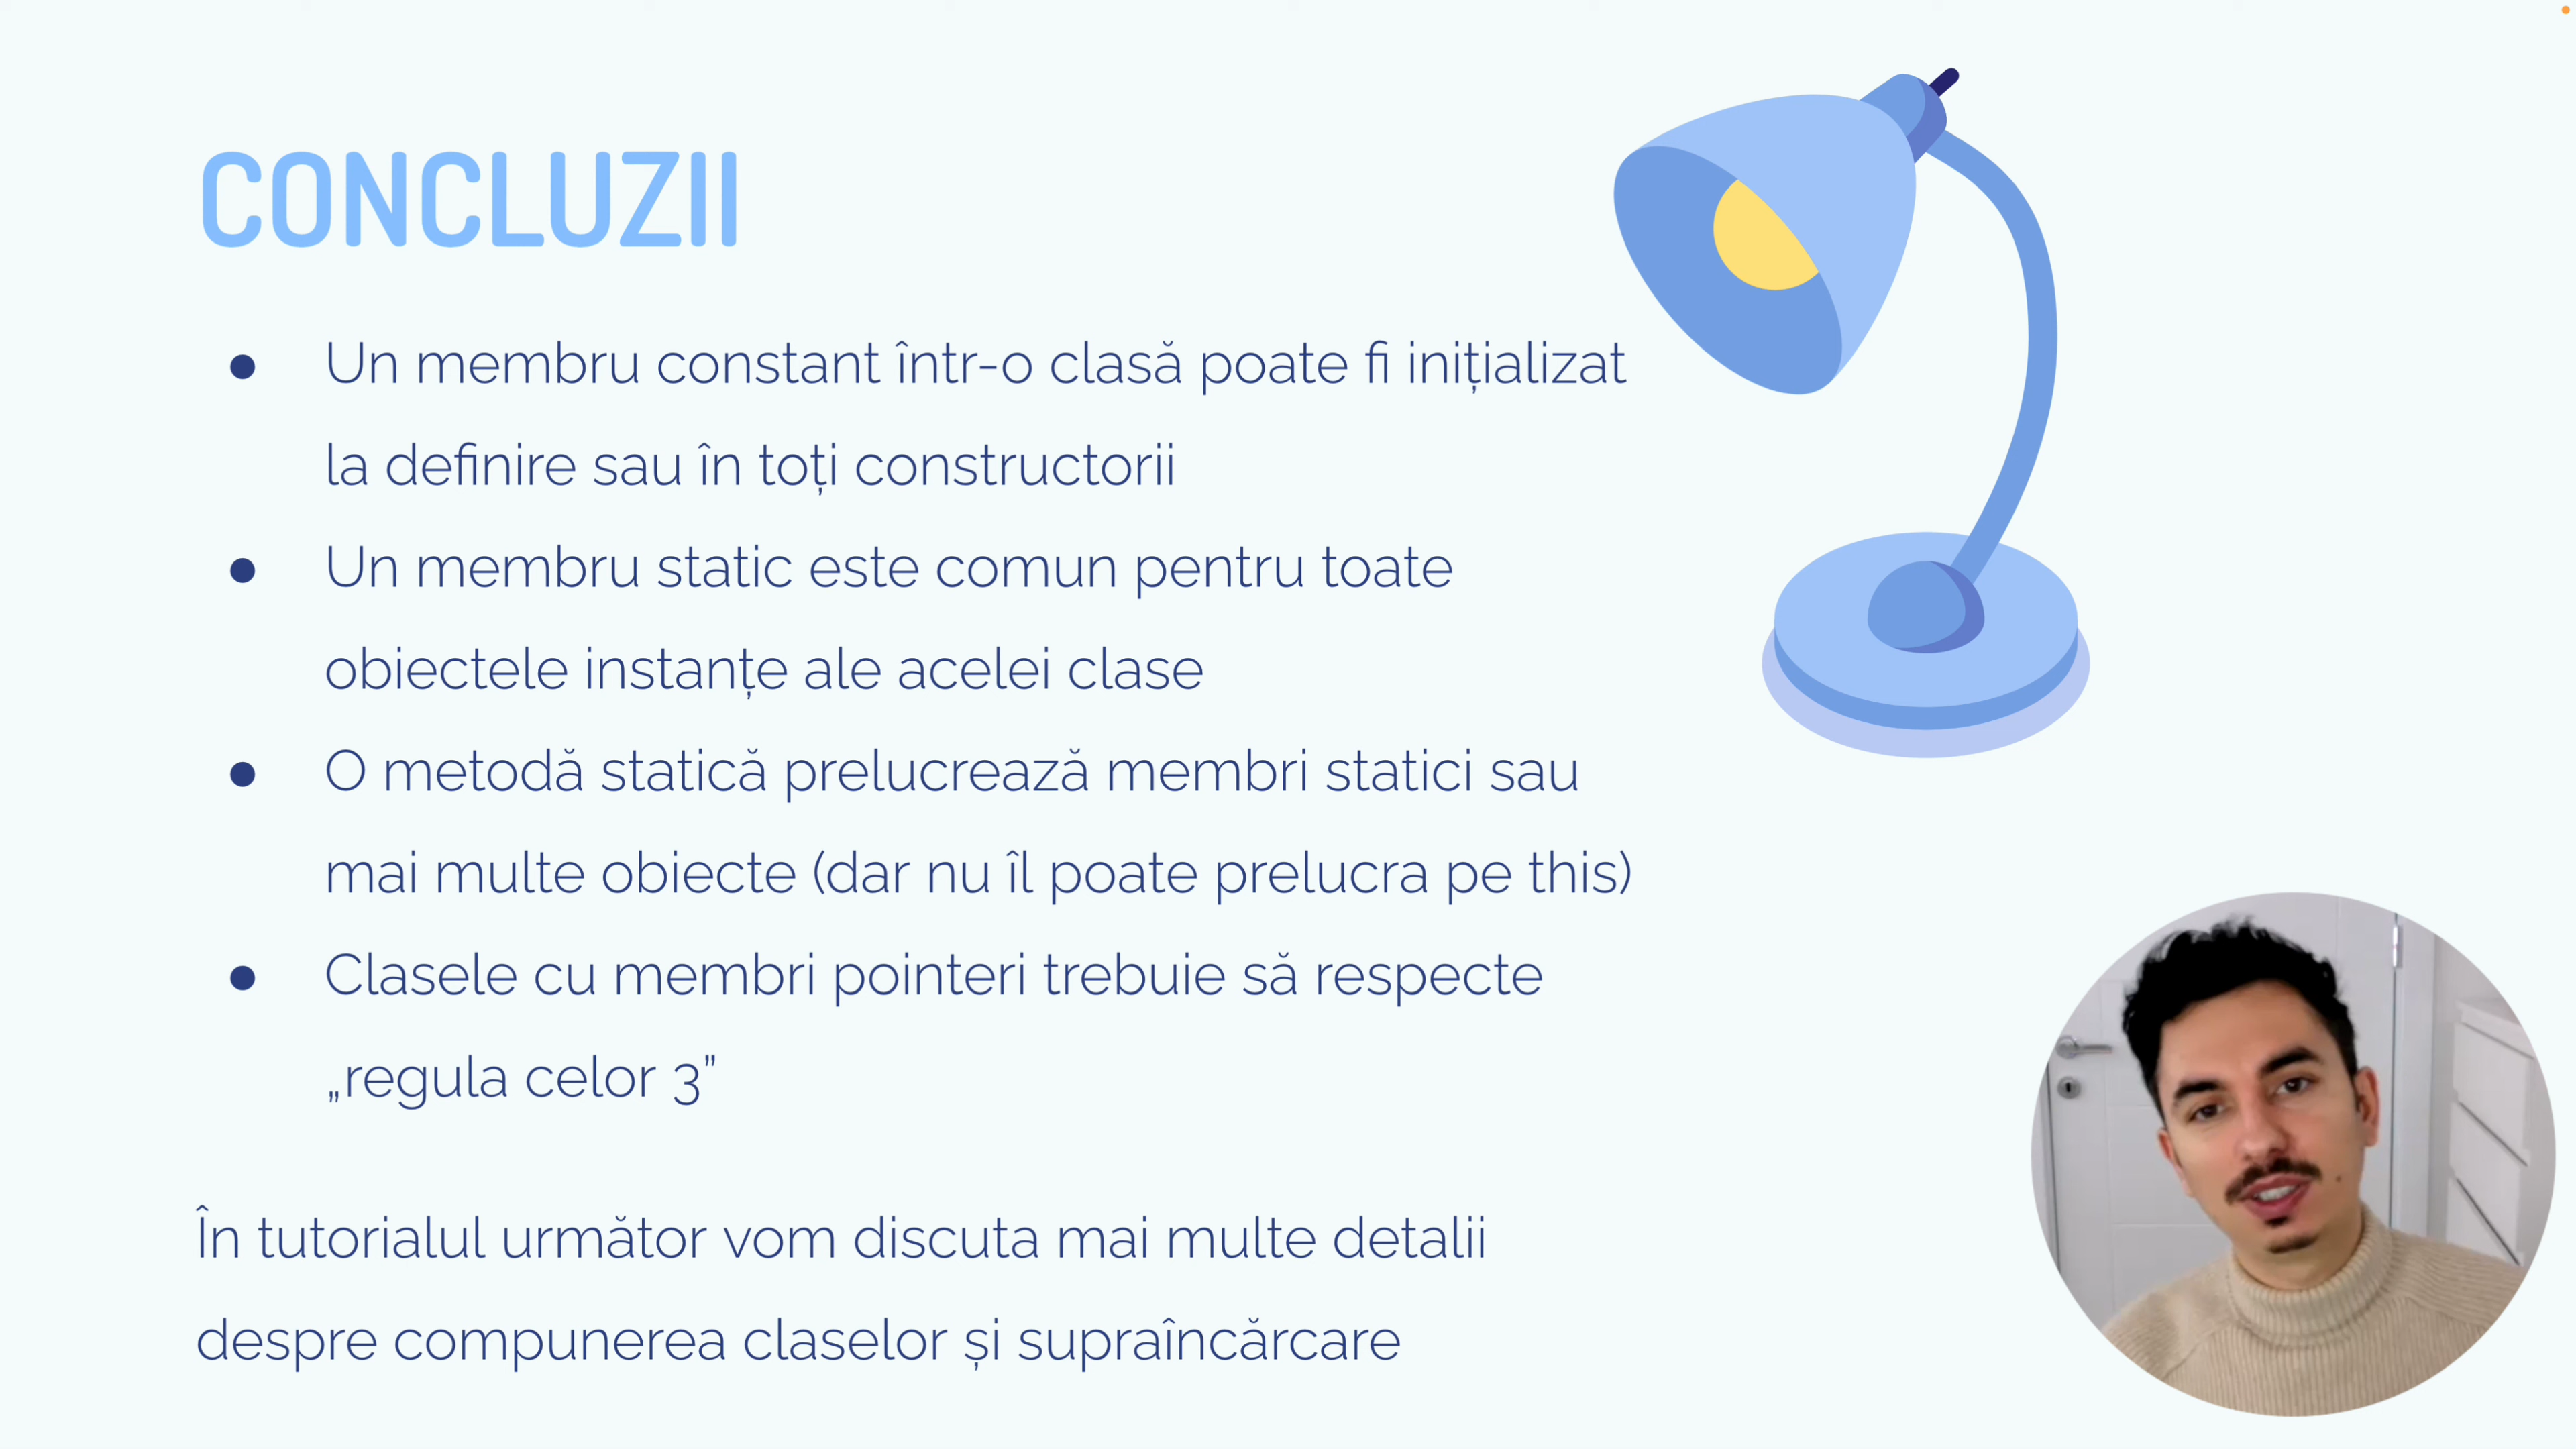 CONCLUZII
● Un membru constant într-o clasă poate fi inițializat
la definire sau în toți constructorii
● Un membru static este comun pentru toate
obiectele instanțe ale acelei clase
● O metodă statică prelucrează membri statici sau
mai multe obiecte (dar nu îl poate prelucra pe this)
● Clasele cu membri pointeri trebuie să respecte
„regula celor 3”
În tutorialul următor vom discuta mai multe detalii
despre compunerea claselor și supraîncărcare